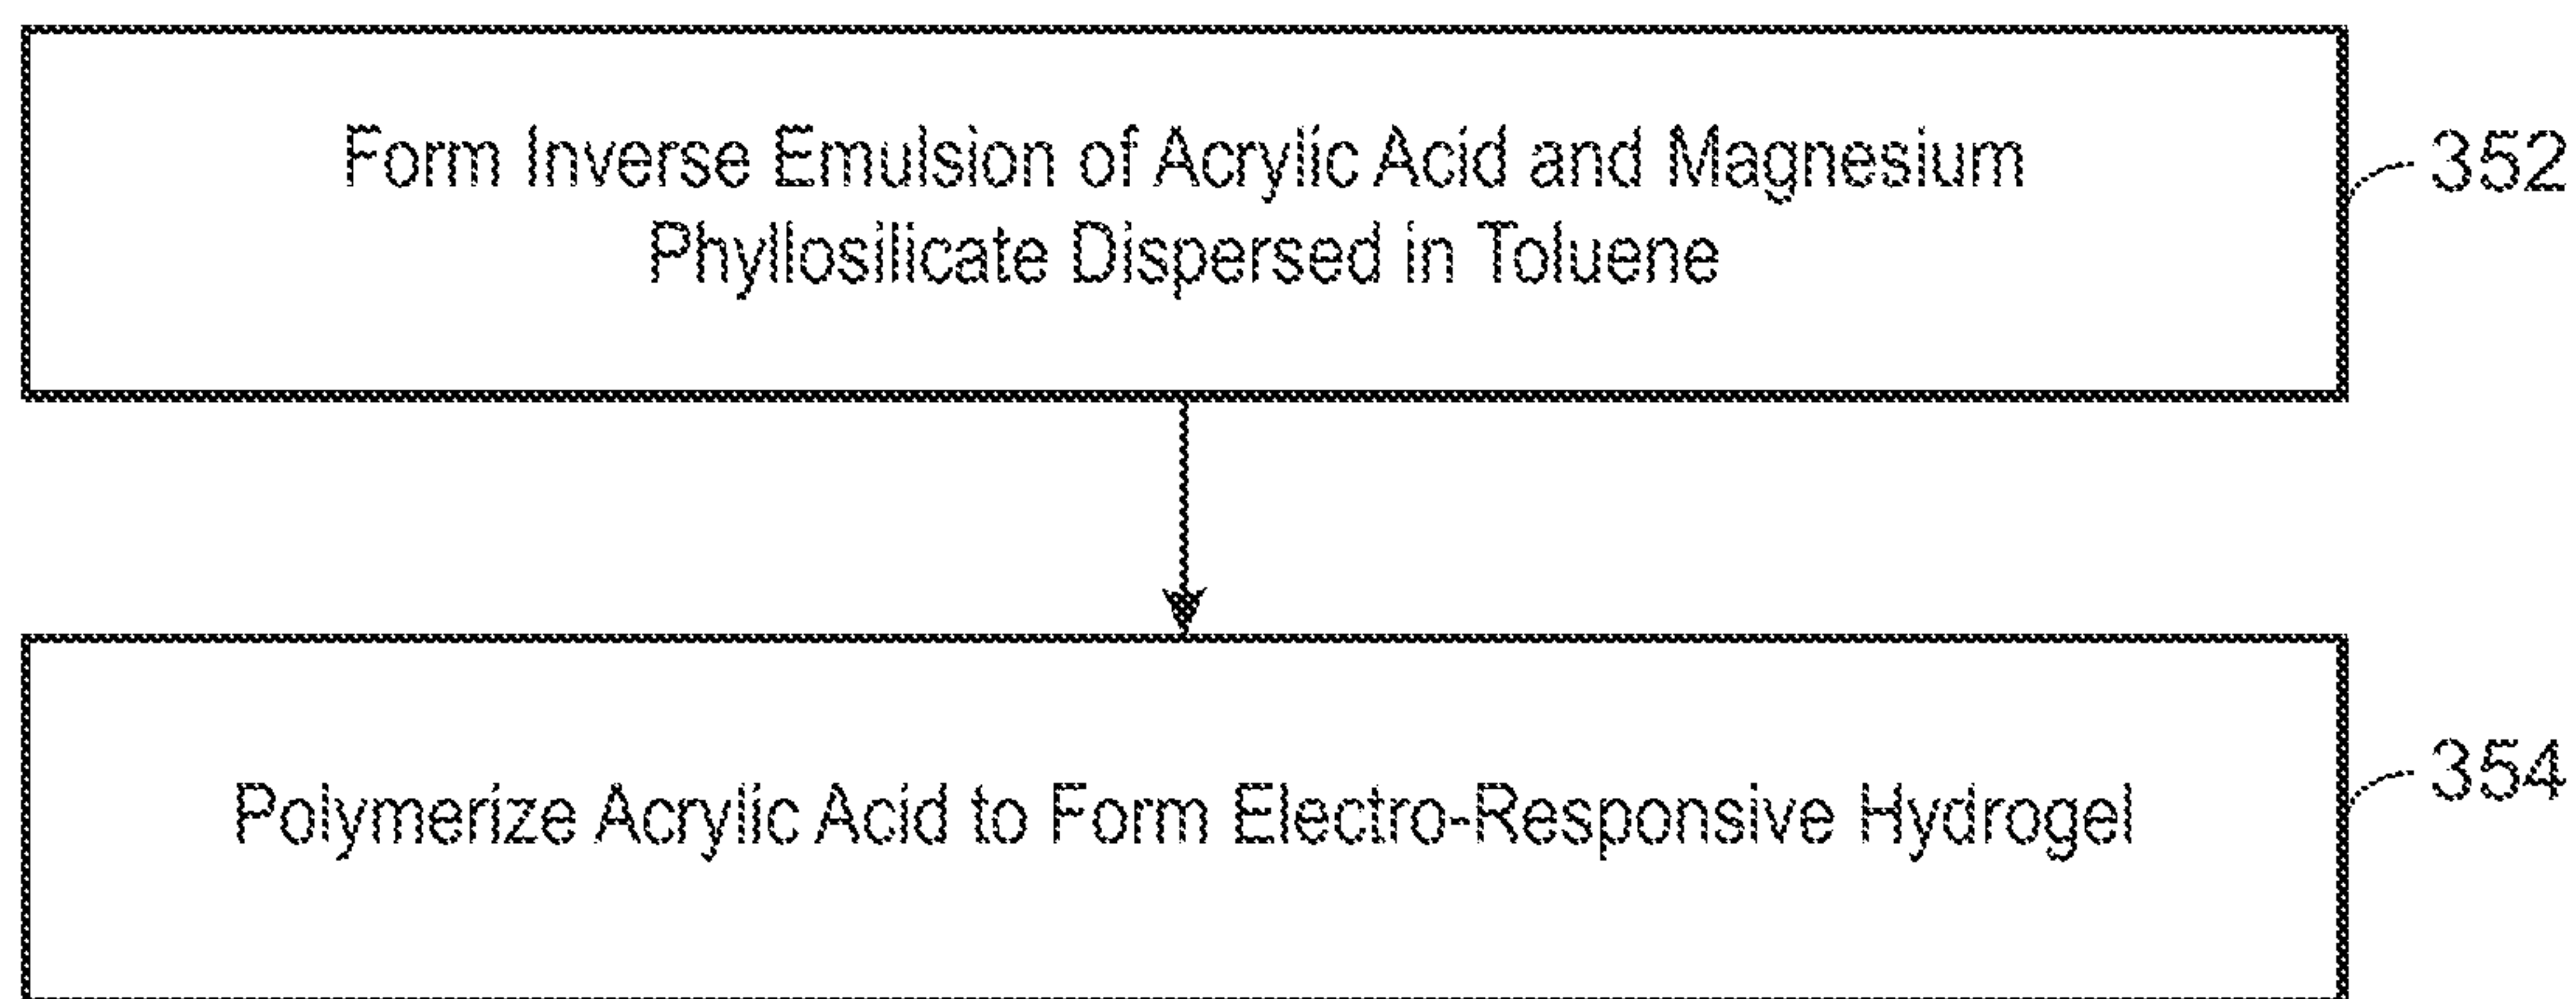 Form Inverse Emulsion of Acrylic Acid and Magnesium
Phyllosilicate Dispersed in Toluene
352
Polymerize Acrylic Acid to Form Electro-Responsive Hydrogel
354